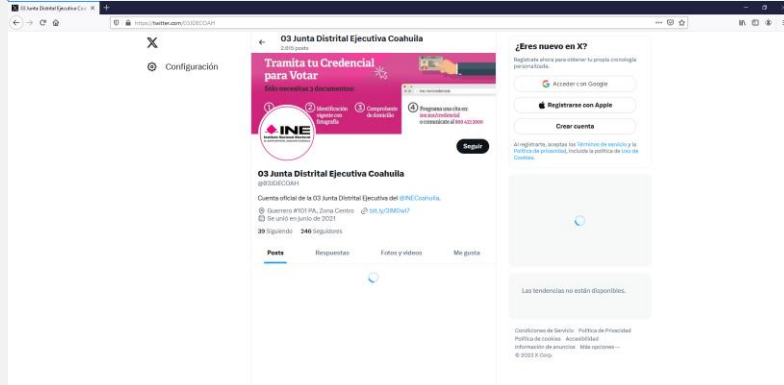 03 Junta Distrital Ejecutiva Coa
https://twitter.com/03JDECOAH
X
Configuración
03 Junta Distrital Ejecutiva Coahuila
2.015 posts
Tramita tu Credencial
para Votar
Sólo necesitas 3 documentos:
1
2 Identificación
vigente con
fotografía
3 Comprobante
de domicilio
4 Programa una cita en:
o comunícate al 800 433 2000
INE
Instituto Nacional Electoral
Seguir
03 Junta Distrital Ejecutiva Coahuila
@03JDECOAH
Cuenta oficial de la 03 Junta Distrital Ejecutiva del @INECoahuila.
Guerrero #101 PA, Zona Centro
Se unió en junio de 2021
39 Siguiendo 246 Seguidores
Posts Respuestas Fotos y videos Me gusta
¿Eres nuevo en X?
Regístrate ahora para obtener tu propia cronología
personalizada.
Acceder con Google
Registrarse con Apple
Crear cuenta
Al registrarte, aceptas los Términos de servicio y la
Política de privacidad, incluida la política de Uso de
Cookies.
Las tendencias no están disponibles.
Condiciones de Servicio Política de Privacidad
Política de cookies Accesibilidad
Información de anuncios Más opciones
© 2023 X Corp.